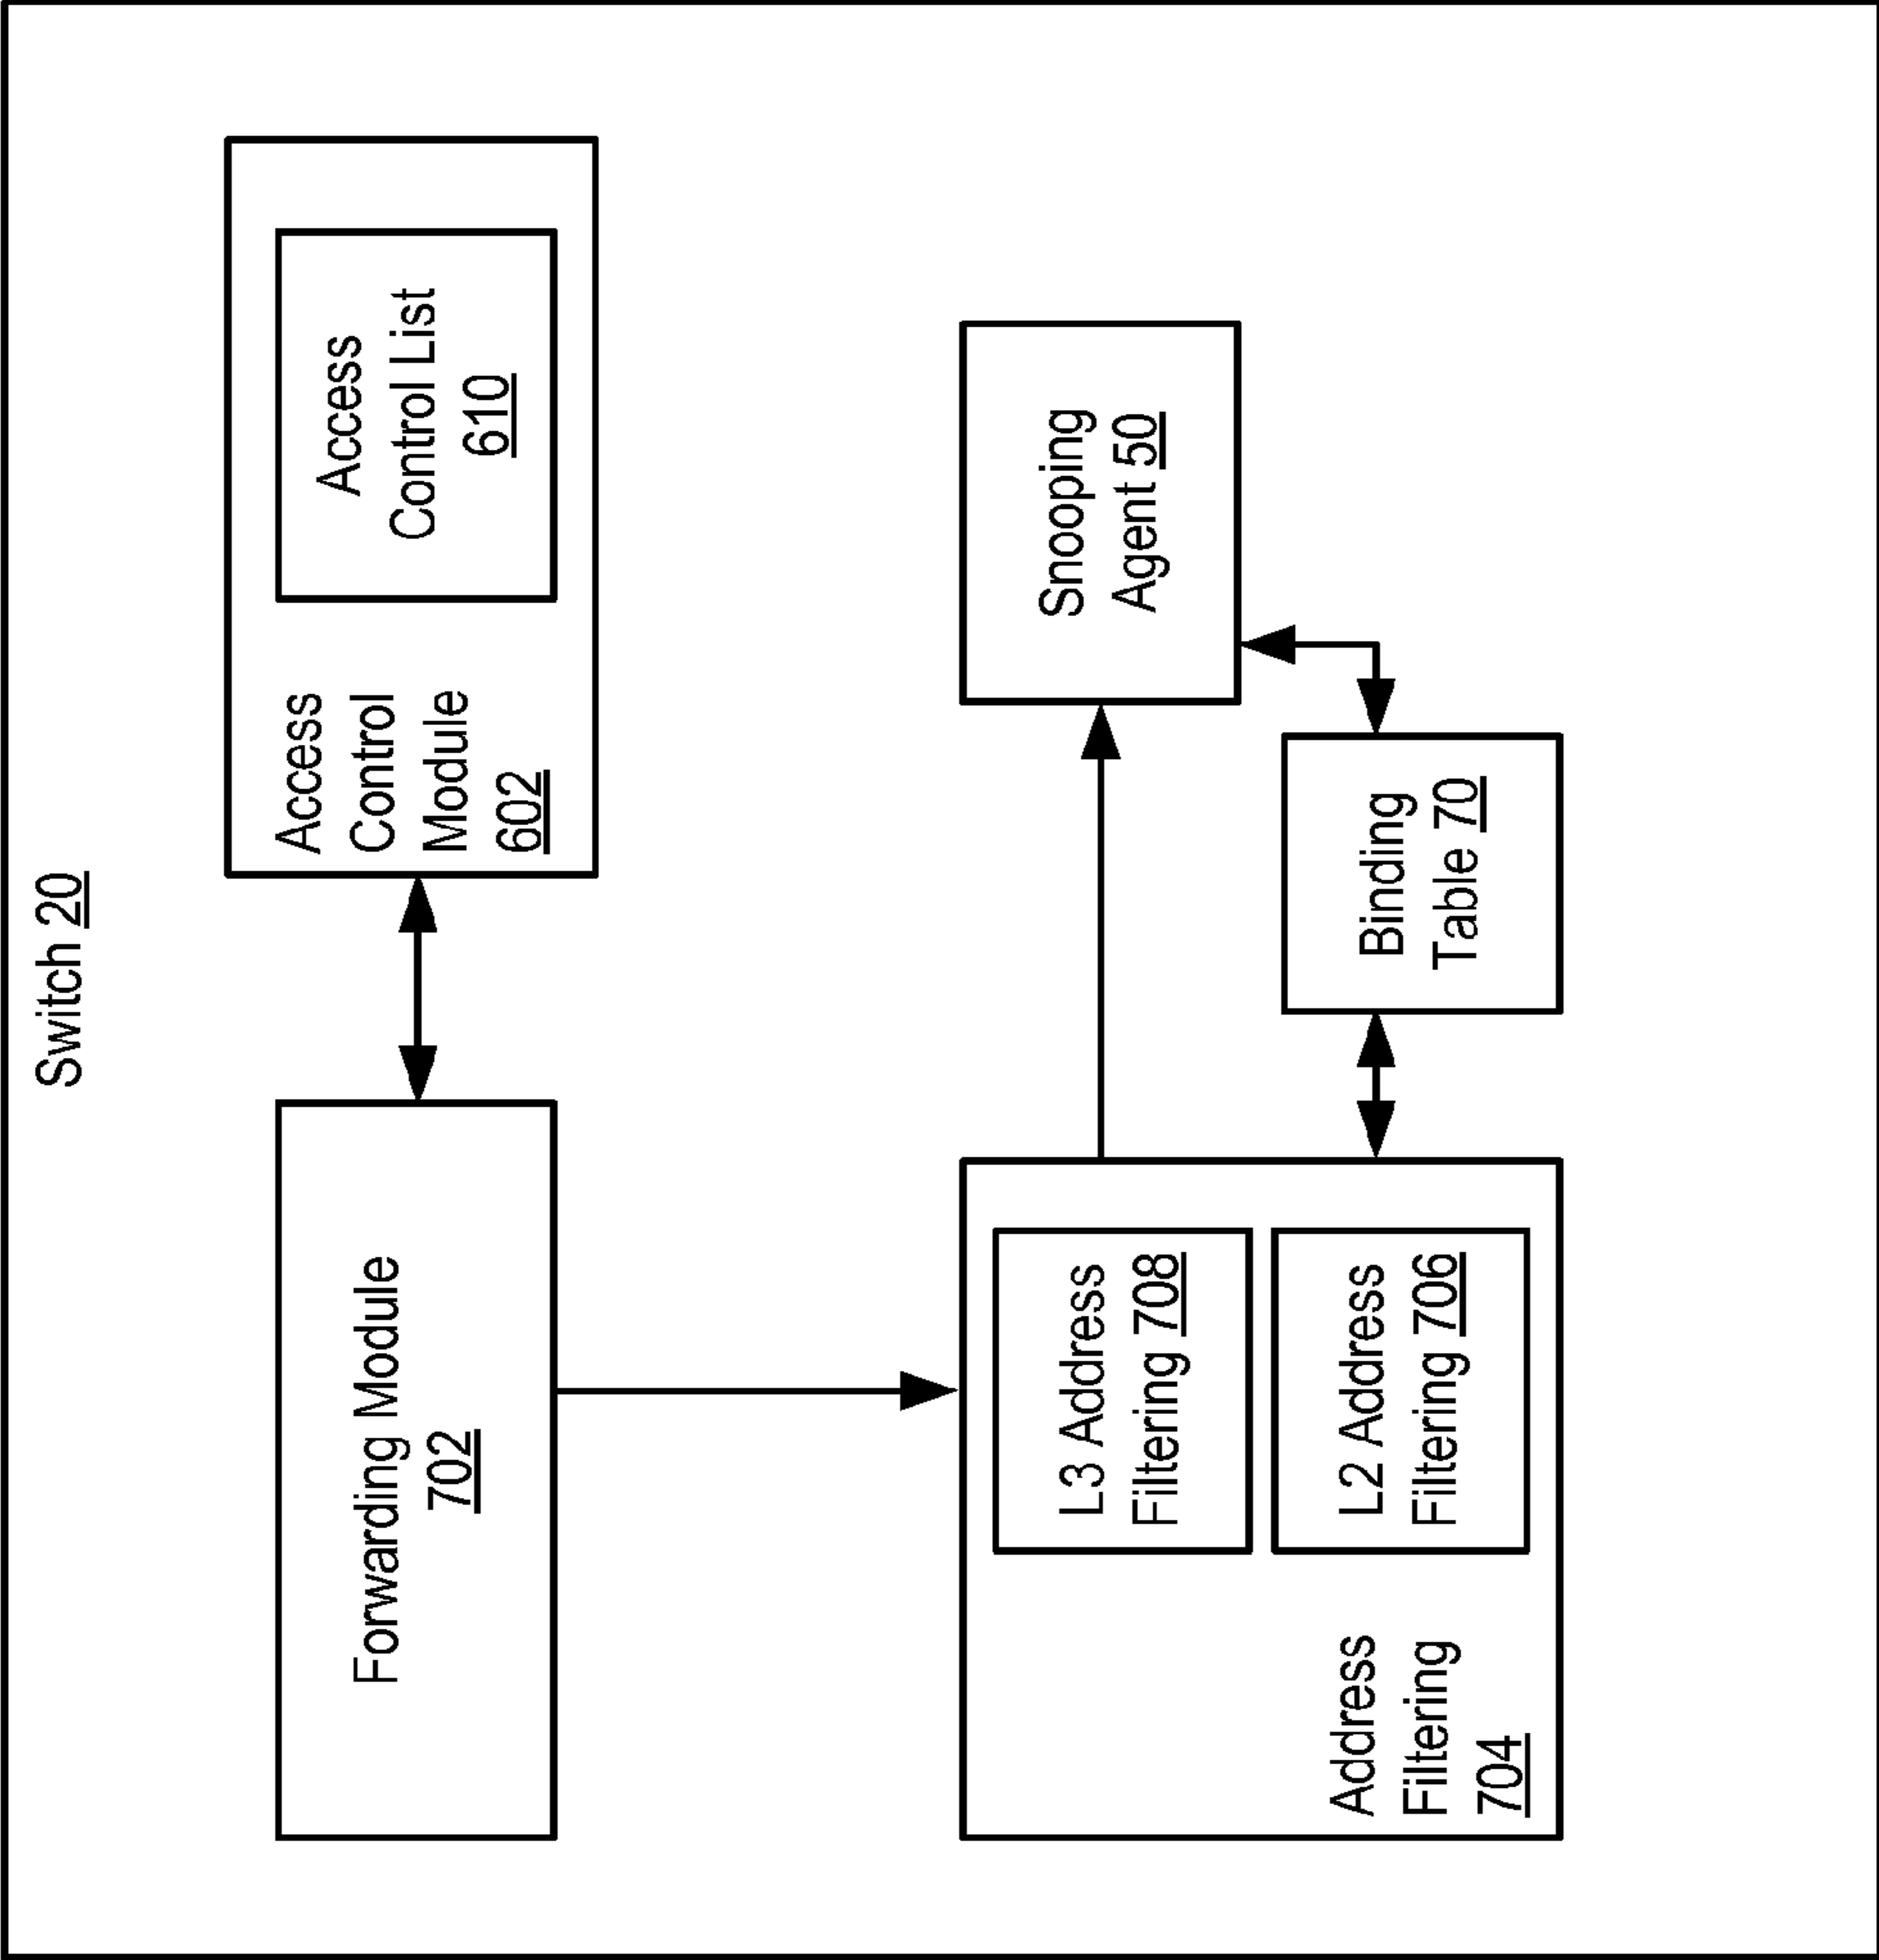 Switch 20
Forwarding Module
702
Access
Control
Module
602
Access
Control List
610
L3 Address
Filtering 708
L2 Address
Filtering 706
Address
Filtering
704
Snooping
Agent 50
Binding
Table 70